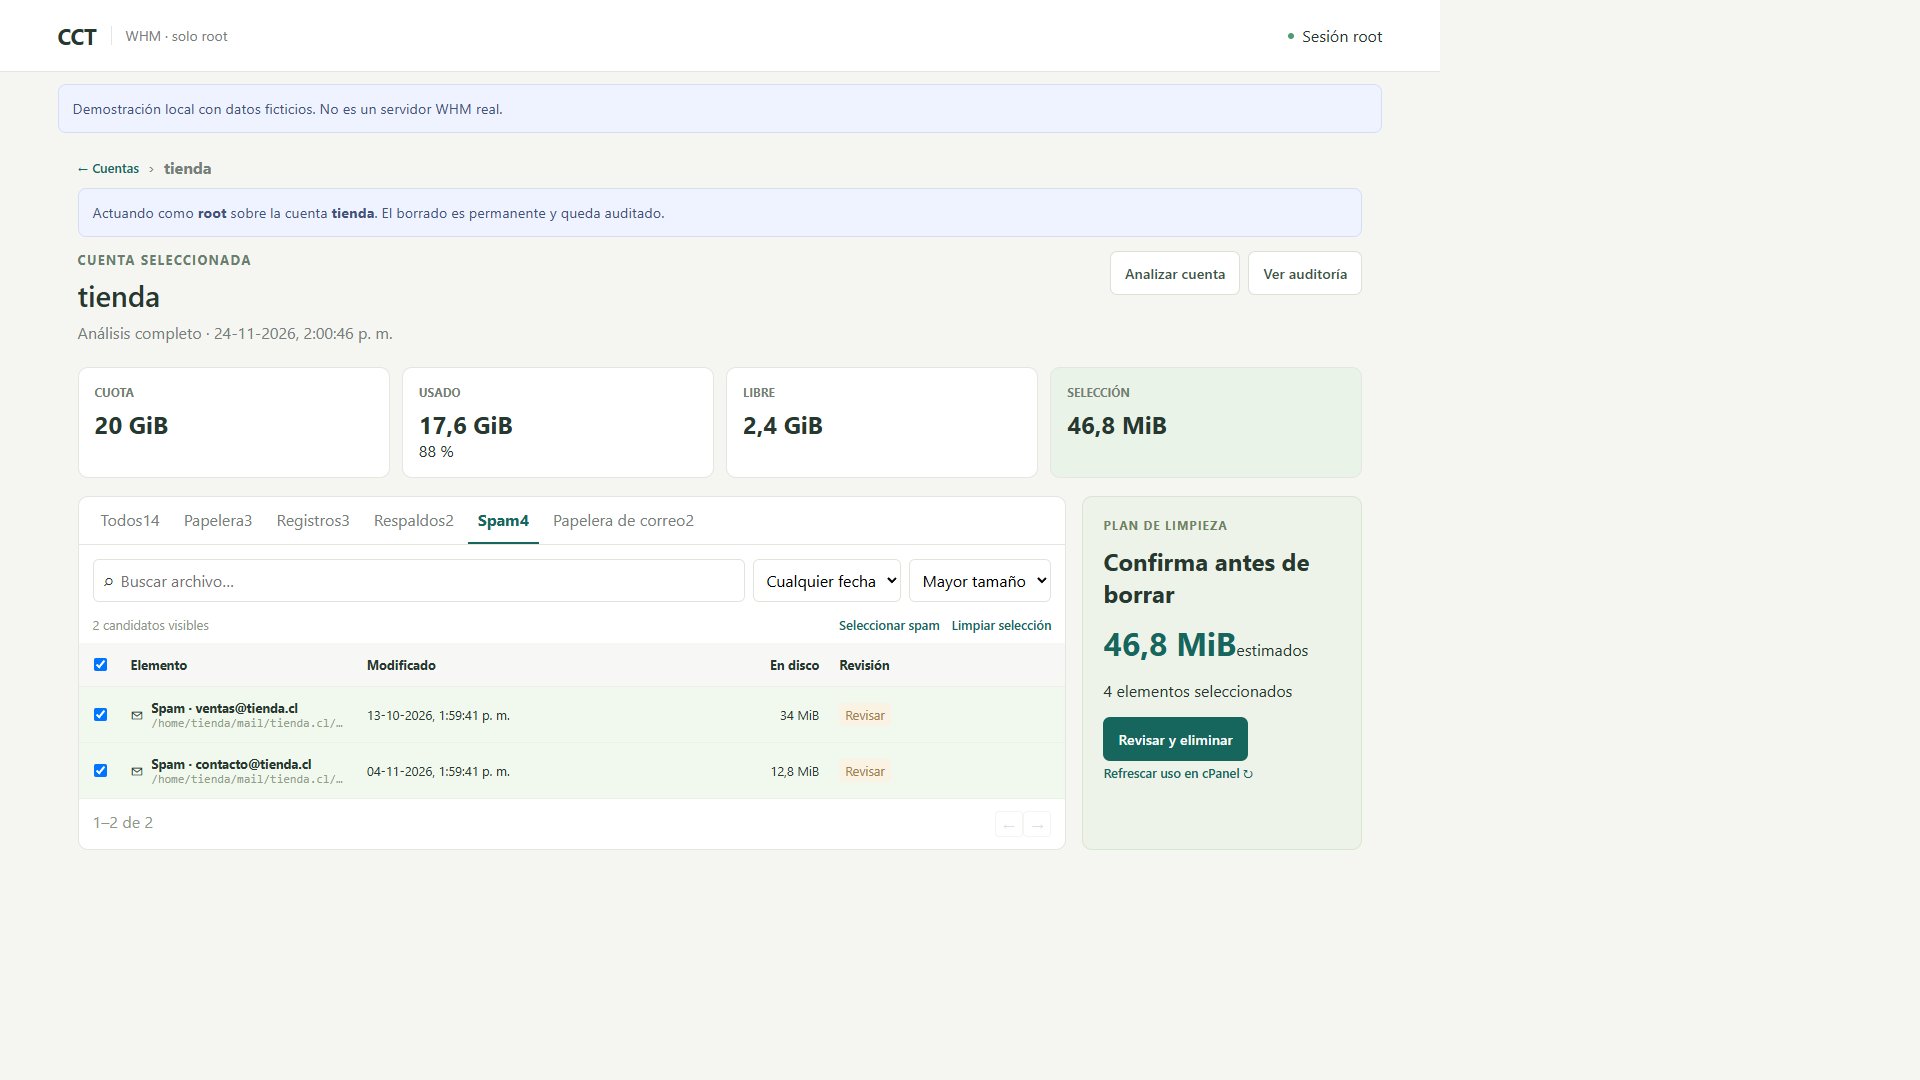 CCT
WHM · solo root
Sesión root
Demostración local con datos ficticios. No es un servidor WHM real.
← Cuentas › tienda
Actuando como root sobre la cuenta tienda. El borrado es permanente y queda auditado.
CUENTA SELECCIONADA
tienda
Análisis completo · 24-11-2026, 2:00:46 p. m.
Analizar cuenta
Ver auditoría
CUOTA
20 GiB
USADO
17,6 GiB
88 %
LIBRE
2,4 GiB
SELECCIÓN
46,8 MiB
Todos14 Papelera3 Registros3 Respaldos2 Spam4 Papelera de correo2
Buscar archivo...
Cualquier fecha
Mayor tamaño
2 candidatos visibles
Seleccionar spam Limpiar selección
Elemento Modificado En disco Revisión
Spam · ventas@tienda.cl
/home/tienda/mail/tienda.cl/…
13-10-2026, 1:59:41 p. m. 34 MiB Revisar
Spam · contacto@tienda.cl
/home/tienda/mail/tienda.cl/…
04-11-2026, 1:59:41 p. m. 12,8 MiB Revisar
1–2 de 2
← →
PLAN DE LIMPIEZA
Confirma antes de
borrar
46,8 MiBestimados
4 elementos seleccionados
Revisar y eliminar
Refrescar uso en cPanel ↻